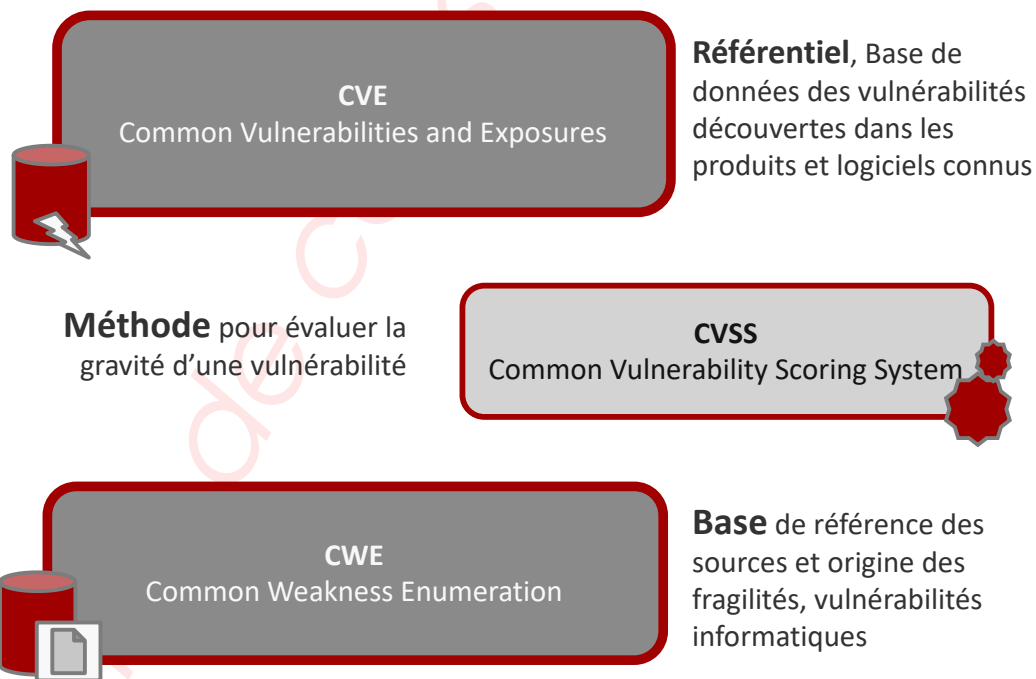 CVE
Common Vulnerabilities and Exposures
Référentiel, Base de
données des vulnérabilités
découvertes dans les
produits et logiciels connus
Méthode pour évaluer la
gravité d’une vulnérabilité
CVSS
Common Vulnerability Scoring System
CWE
Common Weakness Enumeration
Base de référence des
sources et origine des
fragilités, vulnérabilités
informatiques
de